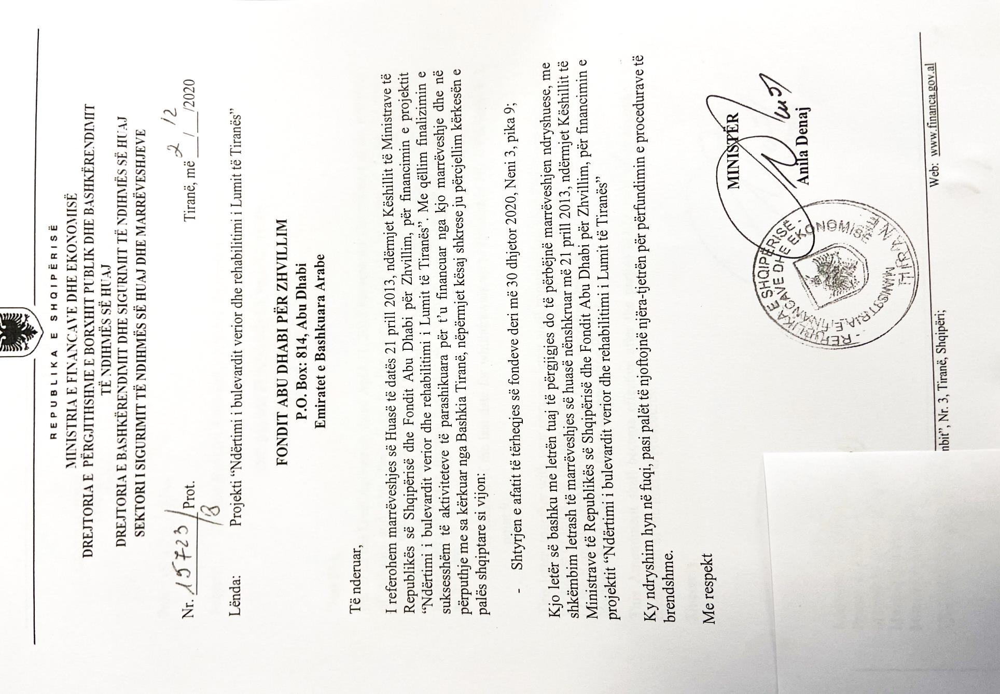 REPUBLIKA E SHQIPËRISË
MINISTRIA E FINANCAVE DHE EKONOMISË
DREJTORIA E PËRGJITHSHME E BORXHIT PUBLIK DHE BASHKËRENDIMIT
TË NDIHMËS SË HUAJ
DREJTORIA E BASHKËRENDIMIT DHE SIGURIMIT TË NDIHMËS SË HUAJ
SEKTORI I SIGURIMIT TË NDIHMËS SË HUAJ DHE MARRËVESHJEVE
Nr. 15723/8 Prot.
Tiranë, më 2/12/2020
Lënda: Projekti “Ndërtimi i bulevardit verior dhe rehabilitimi i Lumit të Tiranës”
FONDIT ABU DHABI PËR ZHVILLIM
P.O. Box: 814, Abu Dhabi
Emiratet e Bashkuara Arabe
Të nderuar,
I referohem marrëveshjes së Huasë të datës 21 prill 2013, ndërmjet Këshillit të Ministrave të
Republikës së Shqipërisë dhe Fondit Abu Dhabi për Zhvillim, për financimin e projektit
“Ndërtimi i bulevardit verior dhe rehabilitimi i Lumit të Tiranës”. Me qëllim finalizimin e
suksesshëm të aktiviteteve të parashikuara për t’u financuar nga kjo marrëveshje dhe në
përputhje me sa kërkuar nga Bashkia Tiranë, nëpërmjet kësaj shkrese ju përcjellim kërkesën e
palës shqiptare si vijon:
- Shtyrjen e afatit të tërheqjes së fondeve deri më 30 dhjetor 2020, Neni 3, pika 9;
Kjo letër së bashku me letrën tuaj të përgjigjes do të përbëjnë marrëveshjen ndryshuese, me
shkëmbim letrash të marrëveshjes së huasë nënshkruar më 21 prill 2013, ndërmjet Këshillit të
Ministrave të Republikës së Shqipërisë dhe Fondit Abu Dhabi për Zhvillim, për financimin e
projektit “Ndërtimi i bulevardit verior dhe rehabilitimi i Lumit të Tiranës”
Ky ndryshim hyn në fuqi, pasi palët të njoftojnë njëra-tjetrën për përfundimin e procedurave të
brendshme.
Me respekt
MINISTËR
Anila Denaj
- REPUBLIKA E SHQIPËRISË -
MINISTRIA E FINANCAVE DHE EKONOMISË
TIRANË
nbit”, Nr. 3, Tiranë, Shqipëri;
Web: www.financa.gov.al